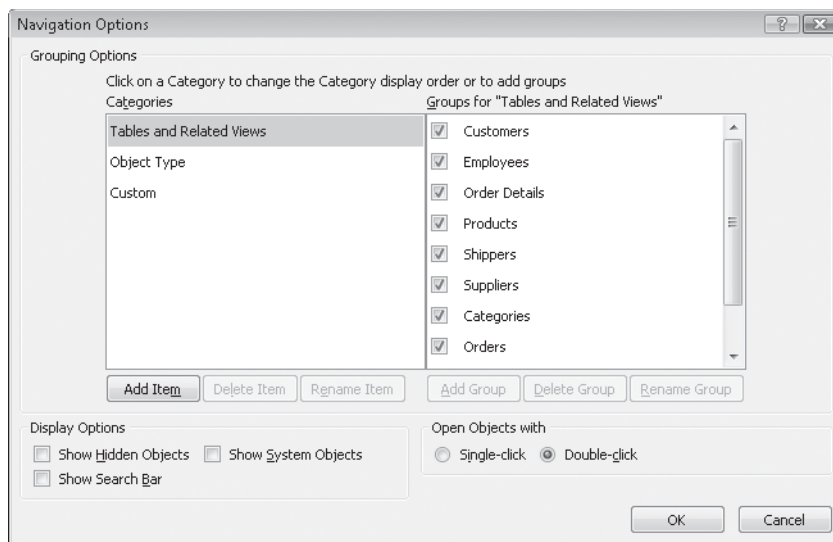 Navigation Options
Grouping Options
Click on a Category to change the Category display order or to add groups
Categories
Groups for "Tables and Related Views"
Tables and Related Views
Object Type
Custom
Customers
Employees
Order Details
Products
Shippers
Suppliers
Categories
Orders
Add Item
Delete Item
Rename Item
Add Group
Delete Group
Rename Group
Display Options
Show Hidden Objects
Show System Objects
Show Search Bar
Open Objects with
Single-click
Double-click
OK
Cancel